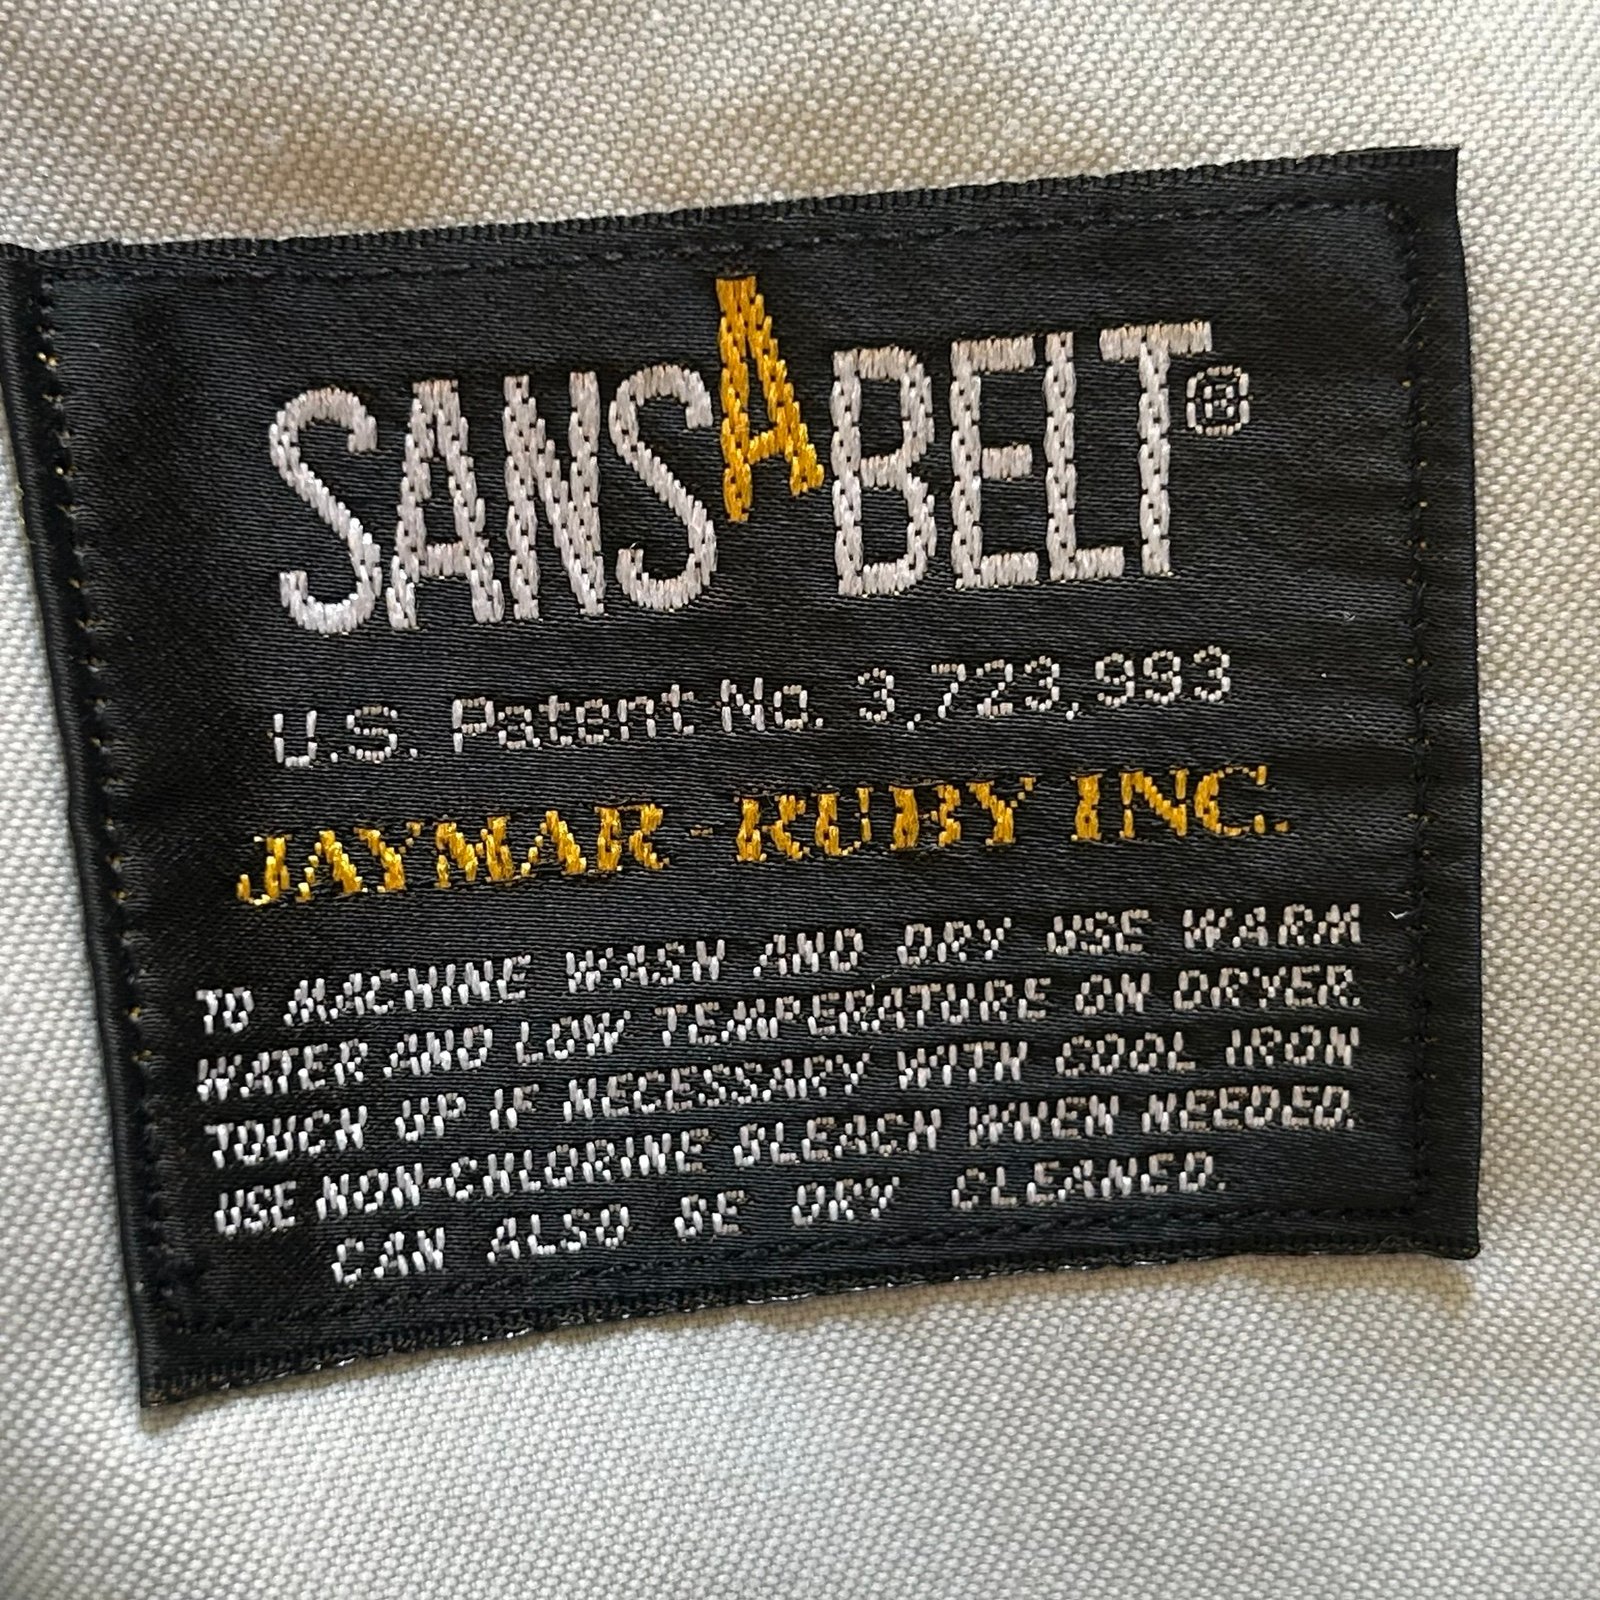 SANSABELT®
U.S. Patent No. 3,723,993
JAYMAR-RUBY INC.
TO MACHINE WASH AND DRY USE WARM
WATER AND LOW TEMPERATURE ON DRYER.
TOUCH UP IF NECESSARY WITH COOL IRON
USE NON-CHLORINE BLEACH WHEN NEEDED.
CAN ALSO BE DRY CLEANED.